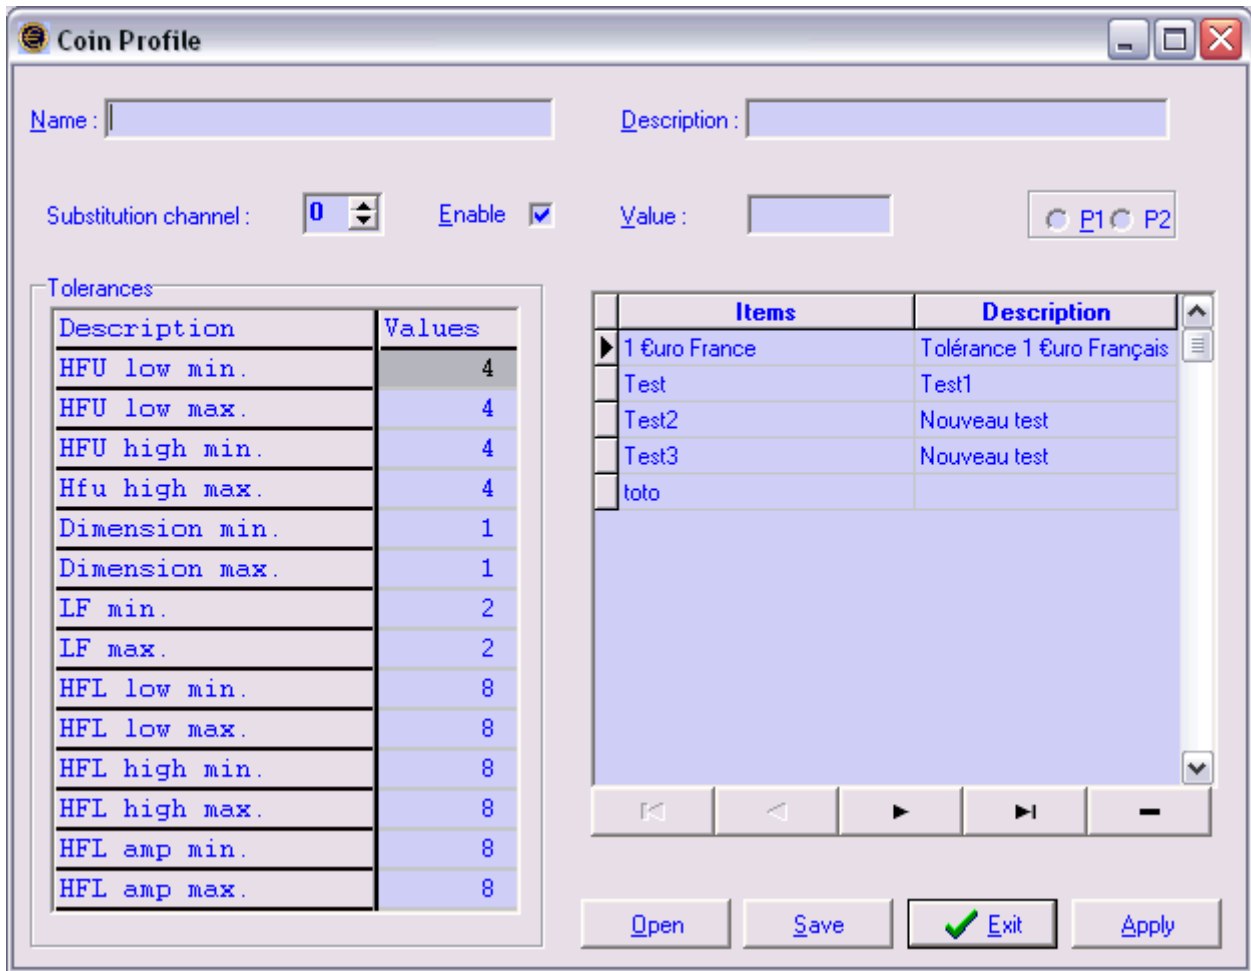 Coin Profile
Name :
Description :
Substitution channel :
0
Enable
Value :
P1
P2
Tolerances
Description Values
HFU low min. 4
HFU low max. 4
HFU high min. 4
Hfu high max. 4
Dimension min. 1
Dimension max. 1
LF min. 2
LF max. 2
HFL low min. 8
HFL low max. 8
HFL high min. 8
HFL high max. 8
HFL amp min. 8
HFL amp max. 8
Items Description
1 €uro France Tolérance 1 €uro Français
Test Test1
Test2 Nouveau test
Test3 Nouveau test
toto
Open
Save
Exit
Apply